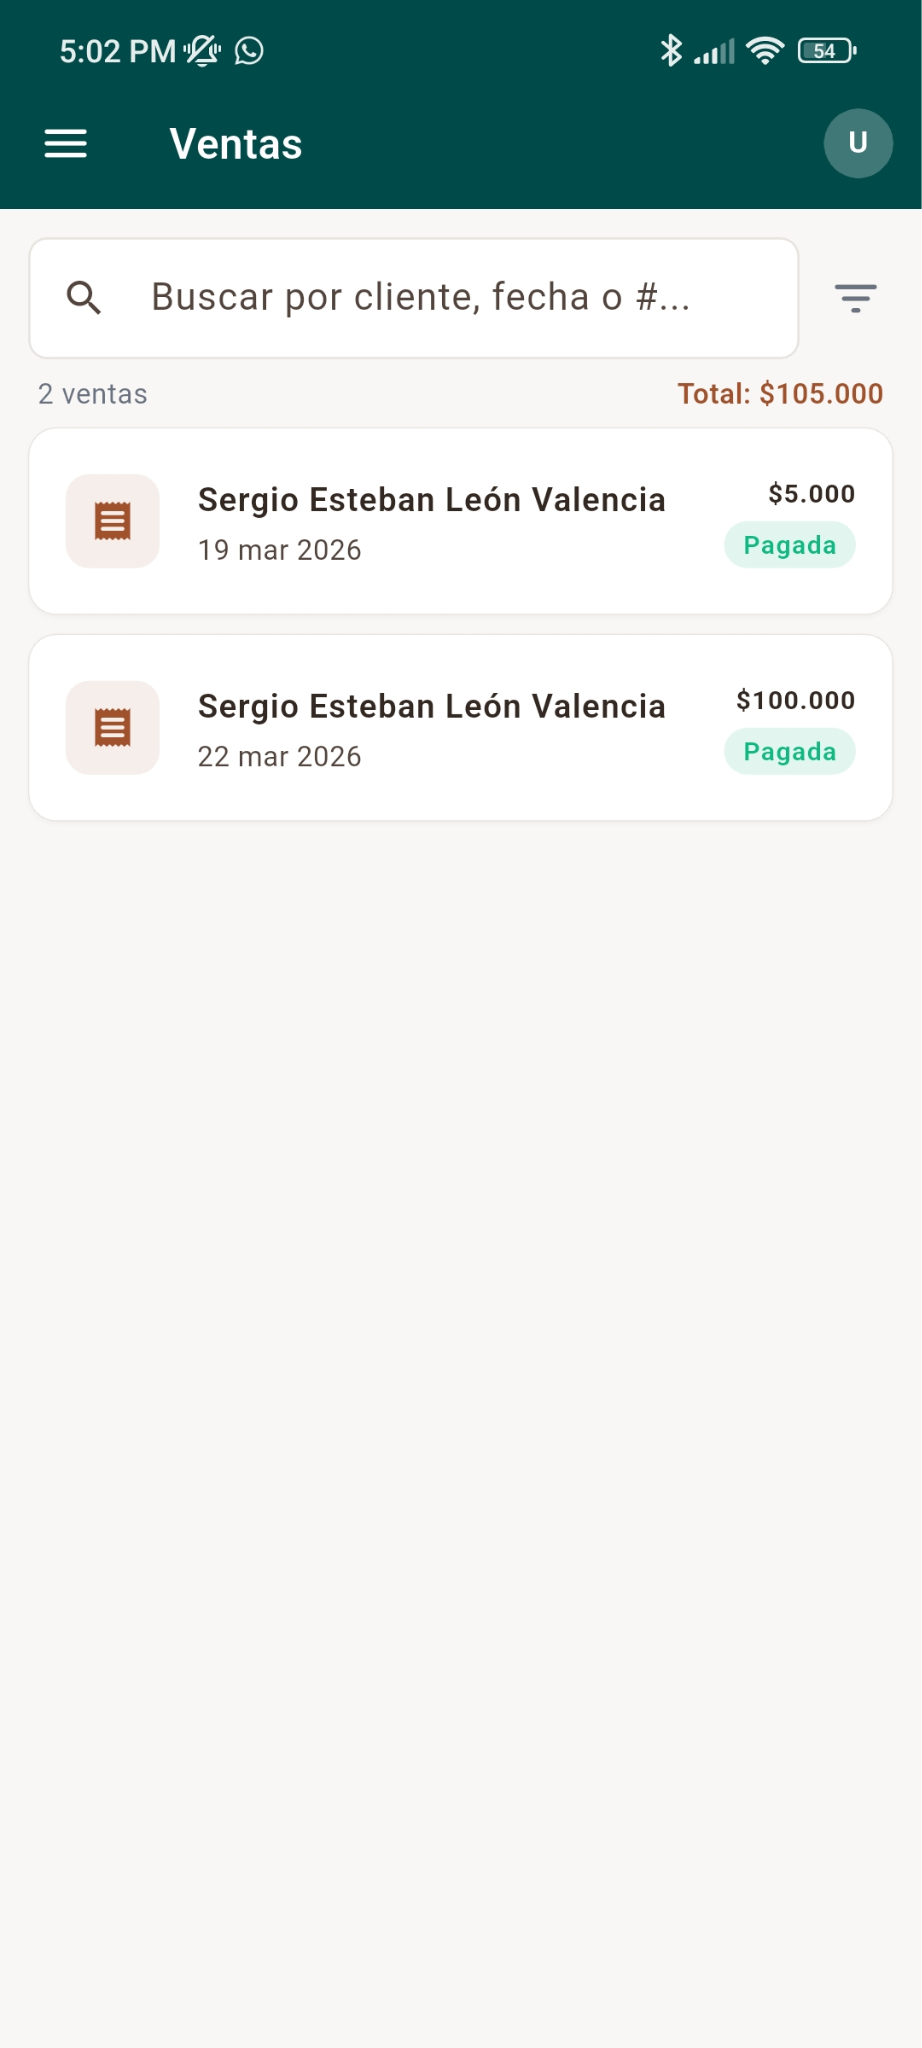 5:02 PM 54
Ventas U
Buscar por cliente, fecha o #...
2 ventas Total: $105.000
Sergio Esteban León Valencia $5.000
19 mar 2026 Pagada
Sergio Esteban León Valencia $100.000
22 mar 2026 Pagada